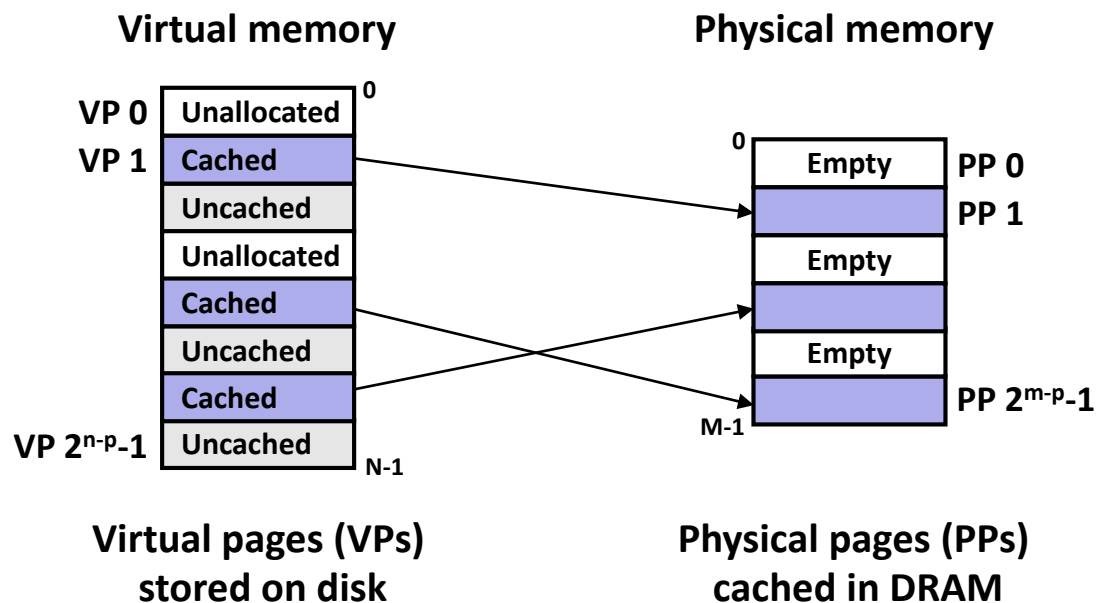 Virtual memory
Physical memory
0
VP 0
Unallocated
VP 1
Cached
Uncached
Unallocated
Cached
Uncached
Cached
VP 2ⁿ⁻ᵖ-1
Uncached
N-1
0
Empty
PP 0
PP 1
Empty
Empty
PP 2ᵐ⁻ᵖ-1
M-1
Virtual pages (VPs)
stored on disk
Physical pages (PPs)
cached in DRAM